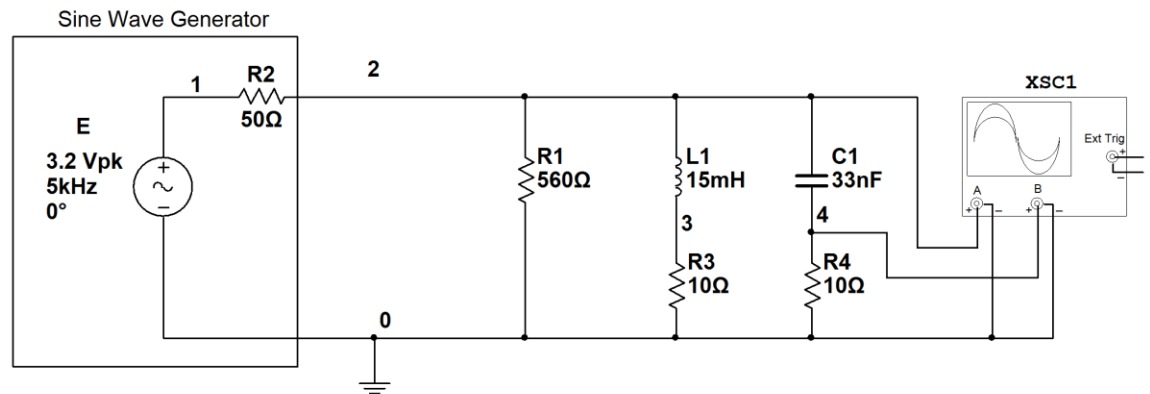 Sine Wave Generator
1
R2
50Ω
2
E
3.2 Vpk
5kHz
0°
+
−
R1
560Ω
L1
15mH
3
R3
10Ω
C1
33nF
4
R4
10Ω
0
XSC1
Ext Trig
+
−
A
B
+
−
+
−